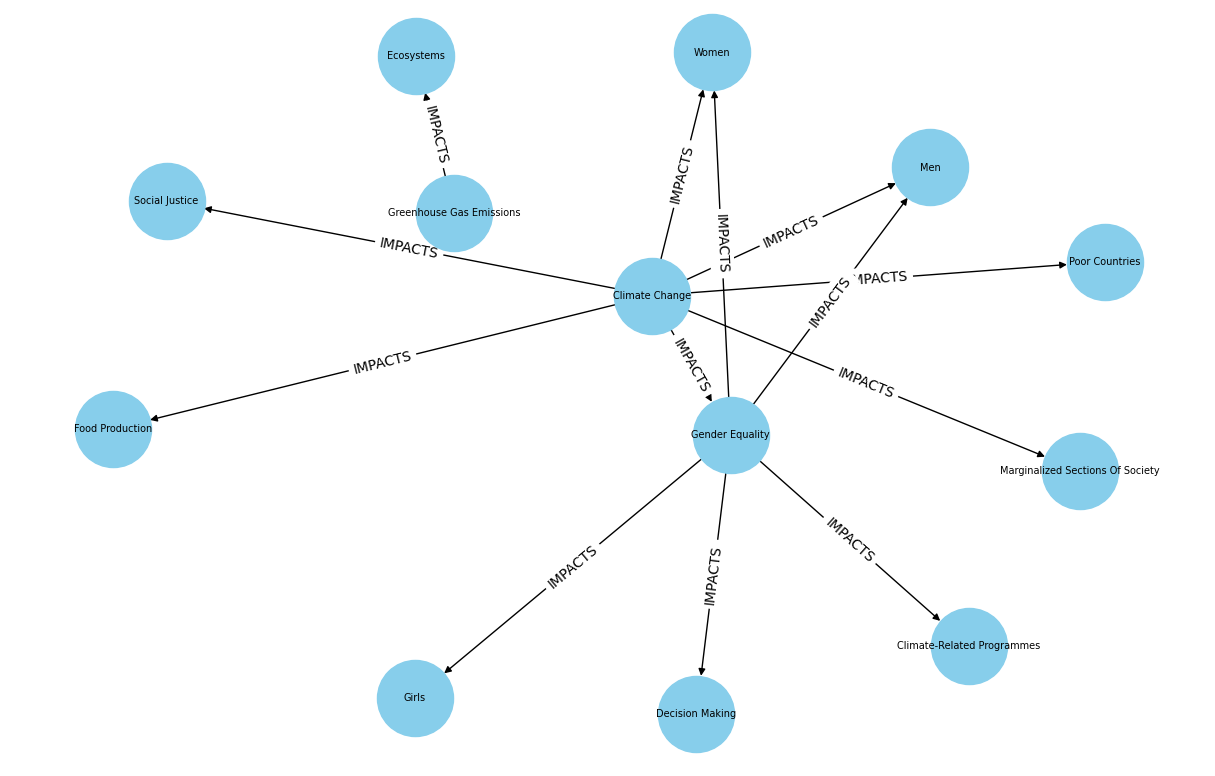 Women
Ecosystems
IMPACTS
Men
IMPACTS
Social Justice
Greenhouse Gas Emissions
IMPACTS
IMPACTS
IMPACTS
Poor Countries
IMPACTS
Climate Change
IMPACTS
IMPACTS
IMPACTS
IMPACTS
IMPACTS
Food Production
Gender Equality
Marginalized Sections Of Society
IMPACTS
IMPACTS
IMPACTS
Climate-Related Programmes
Girls
Decision Making